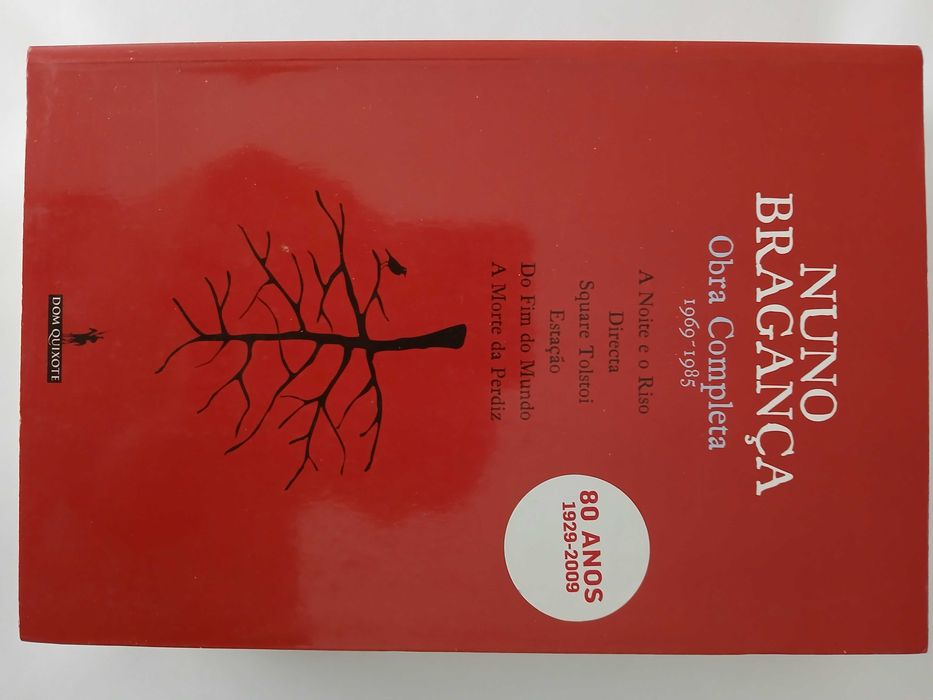 NUNO
BRAGANÇA
Obra Completa
1969-1985
A Noite e o Riso
Directa
Square Tolstoi
Estação
Do Fim do Mundo
A Morte da Perdiz
80 ANOS
1929-2009
DOM QUIXOTE